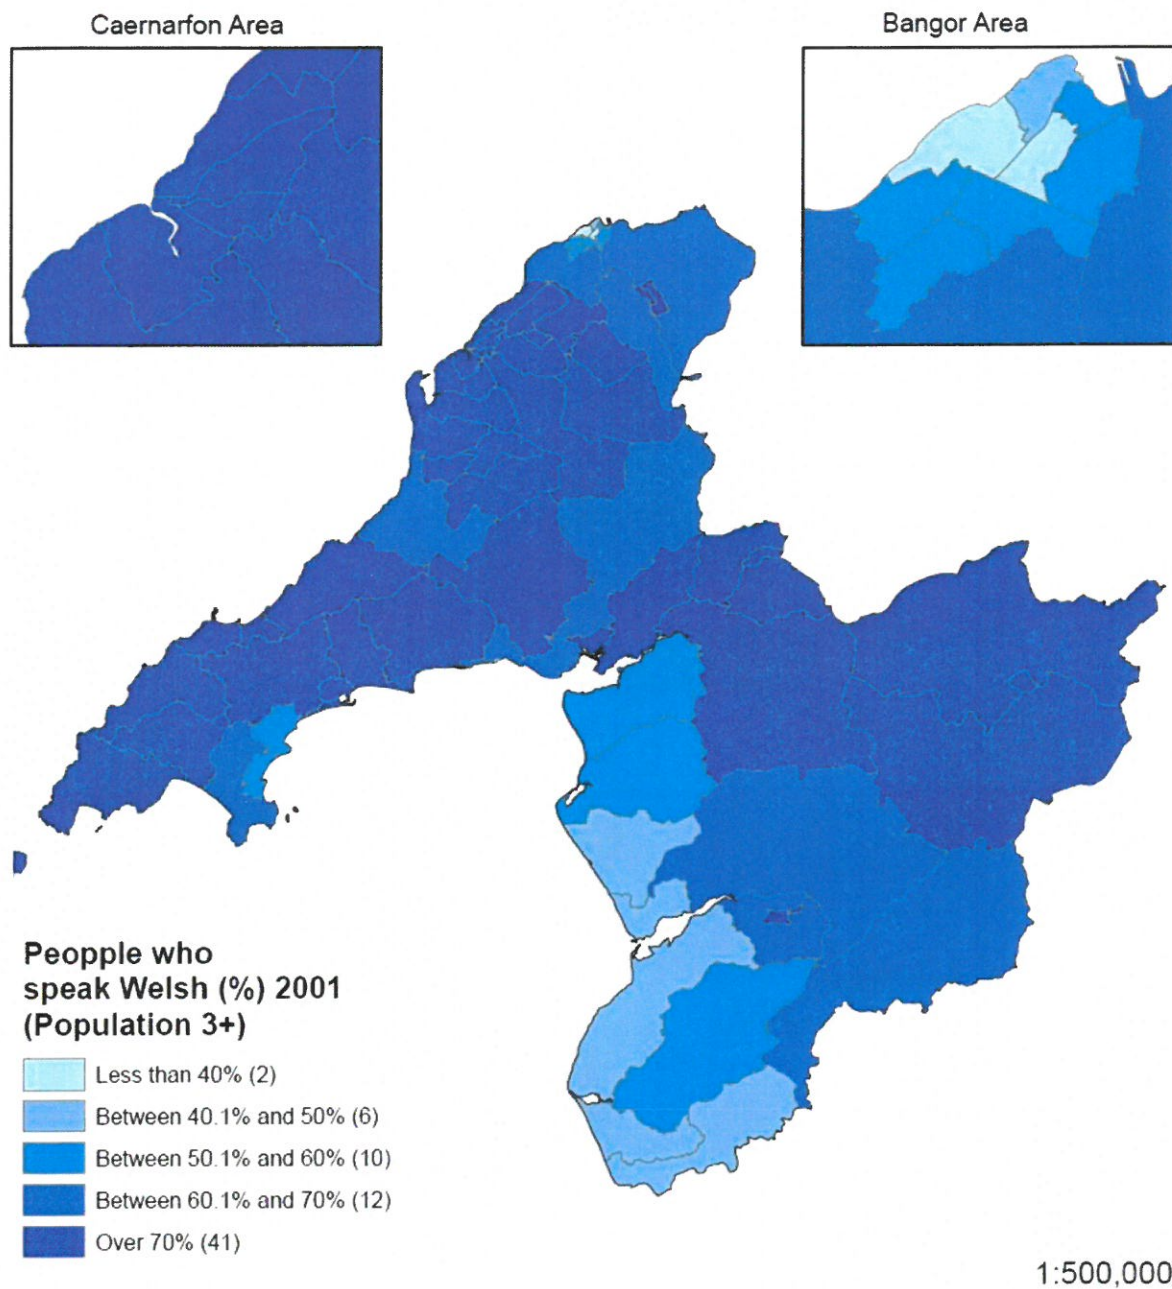 Caernarfon Area
Bangor Area
Peopple who
speak Welsh (%) 2001
(Population 3+)
Less than 40% (2)
Between 40.1% and 50% (6)
Between 50.1% and 60% (10)
Between 60.1% and 70% (12)
Over 70% (41)
1:500,000